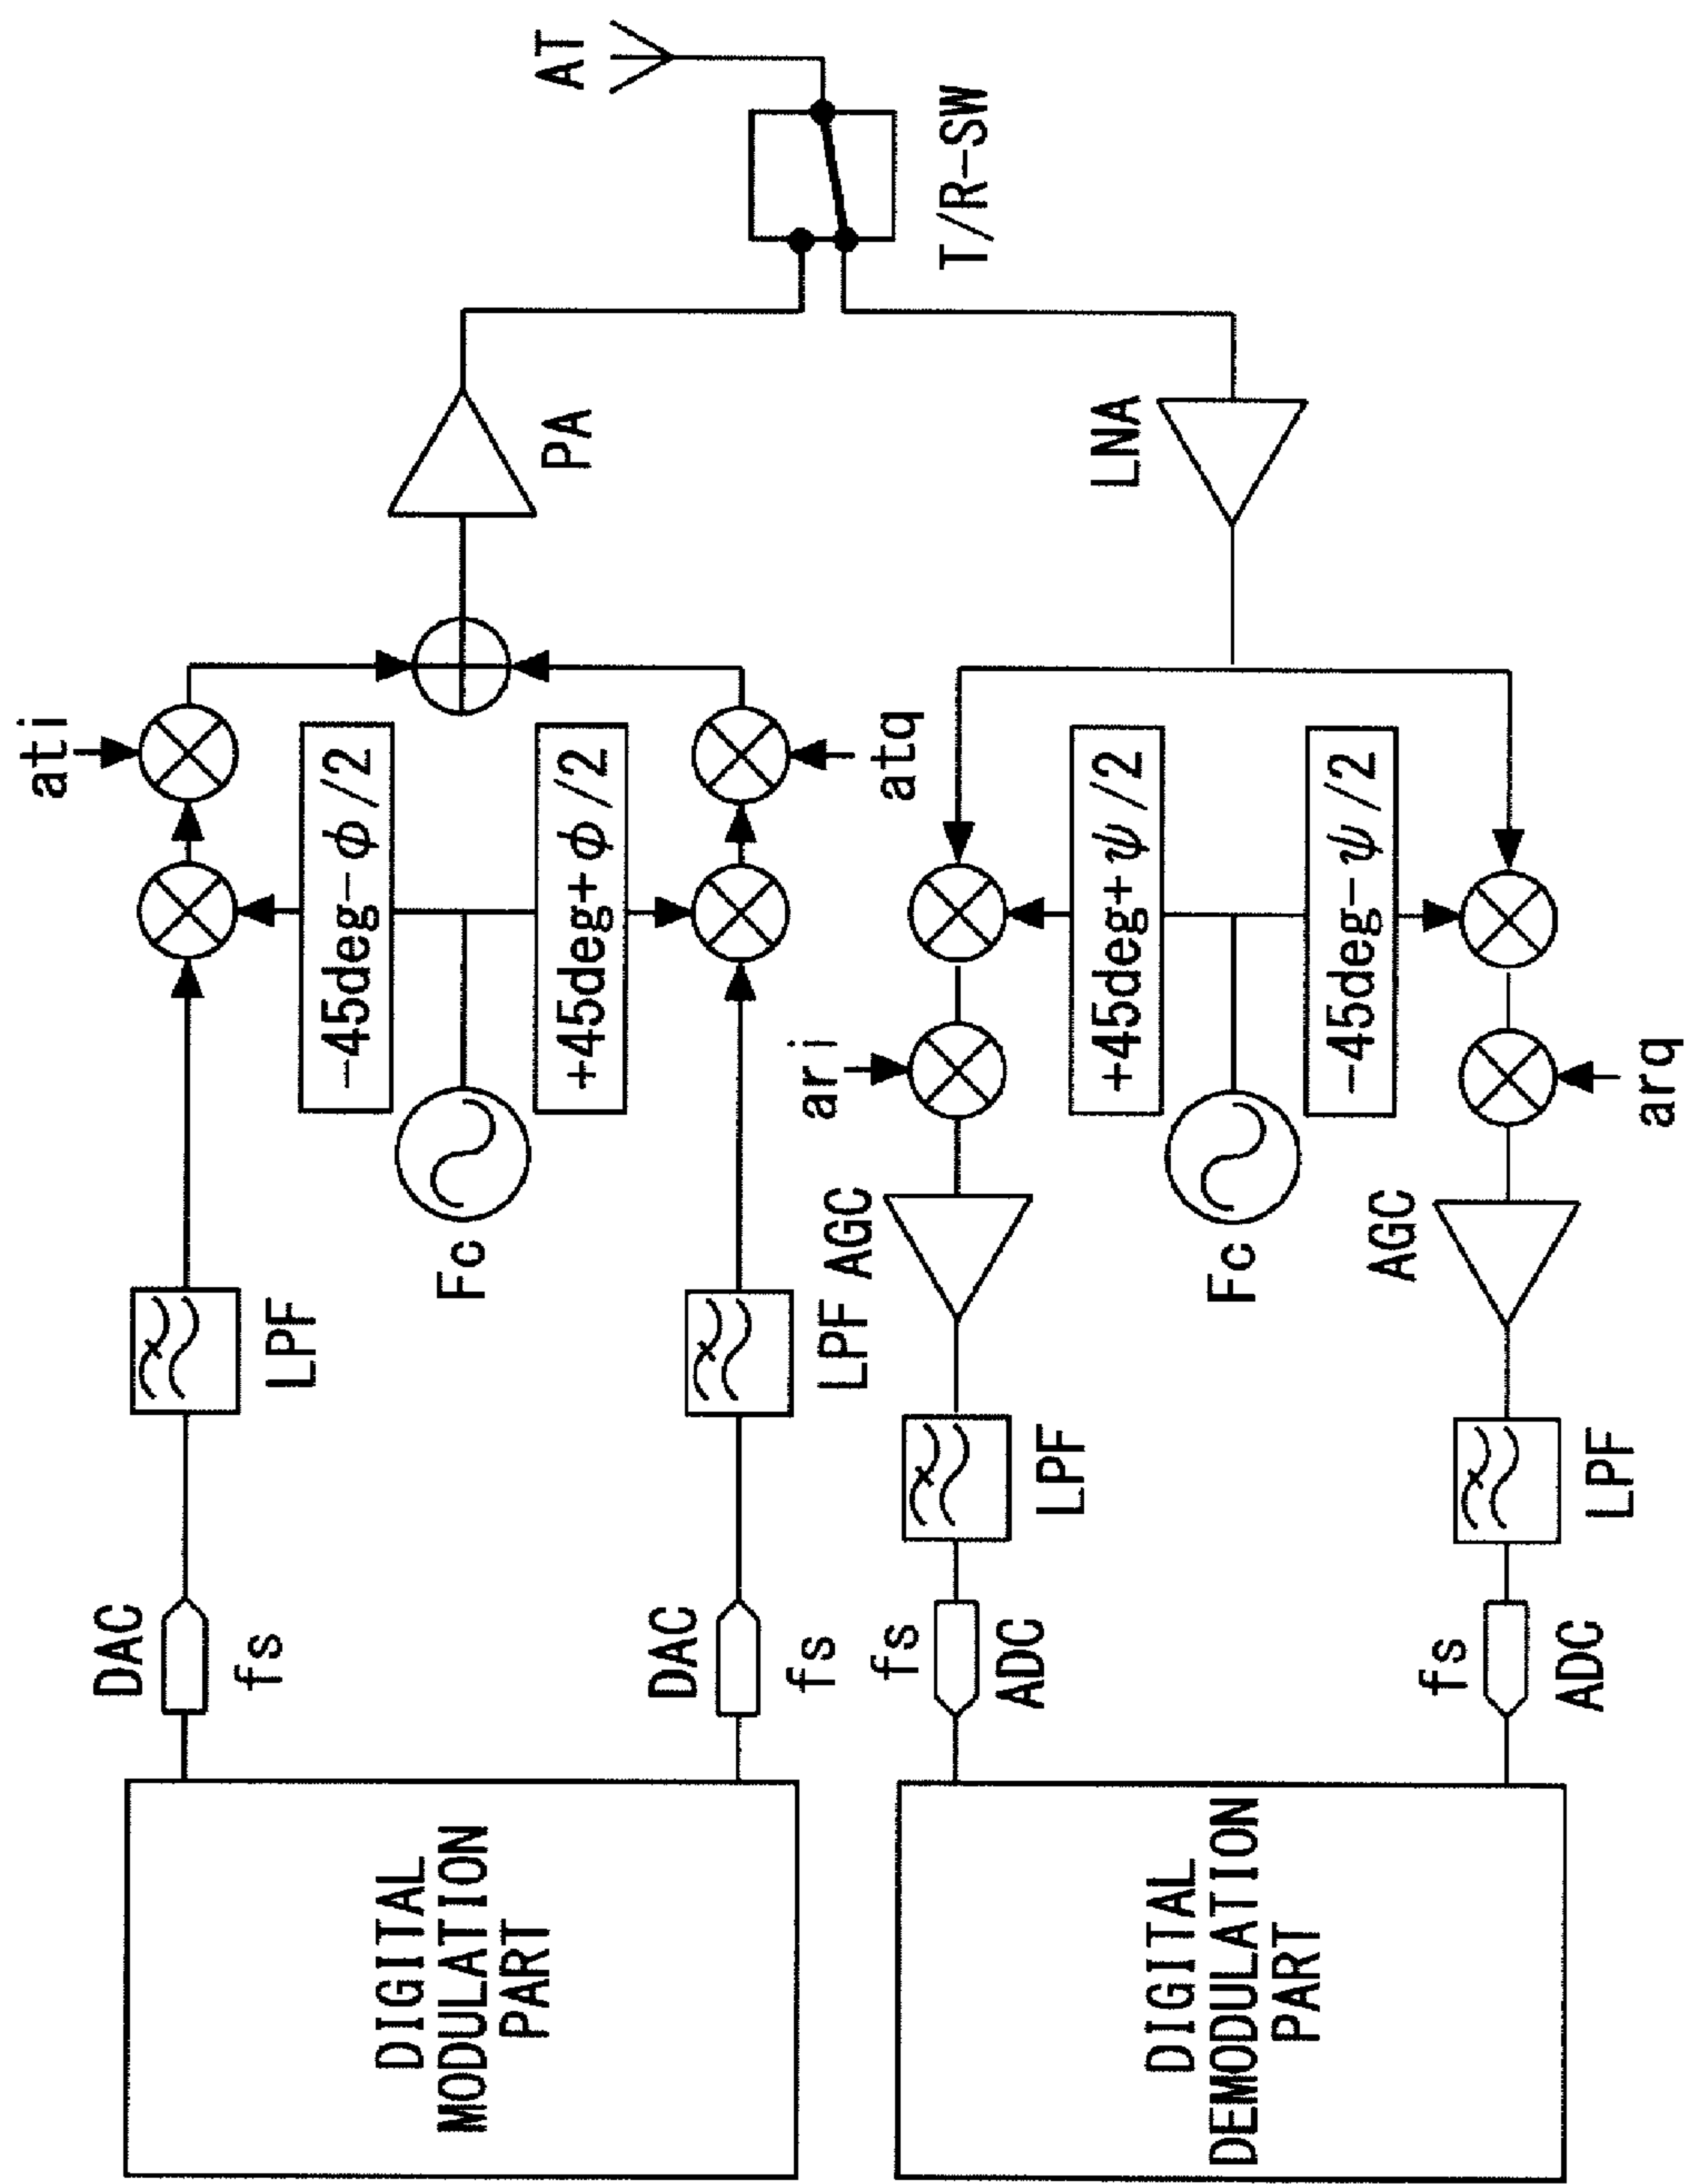 DIGITAL
MODULATION
PART
DAC
fs
LPF
ati
-45deg-φ/2
Fc
+45deg+φ/2
DAC
fs
LPF
atq
PA
AT
T/R-SW
DIGITAL
DEMODULATION
PART
fs
ADC
LPF
AGC
ari
+45deg+ψ/2
Fc
-45deg-ψ/2
LNA
fs
ADC
LPF
AGC
arq